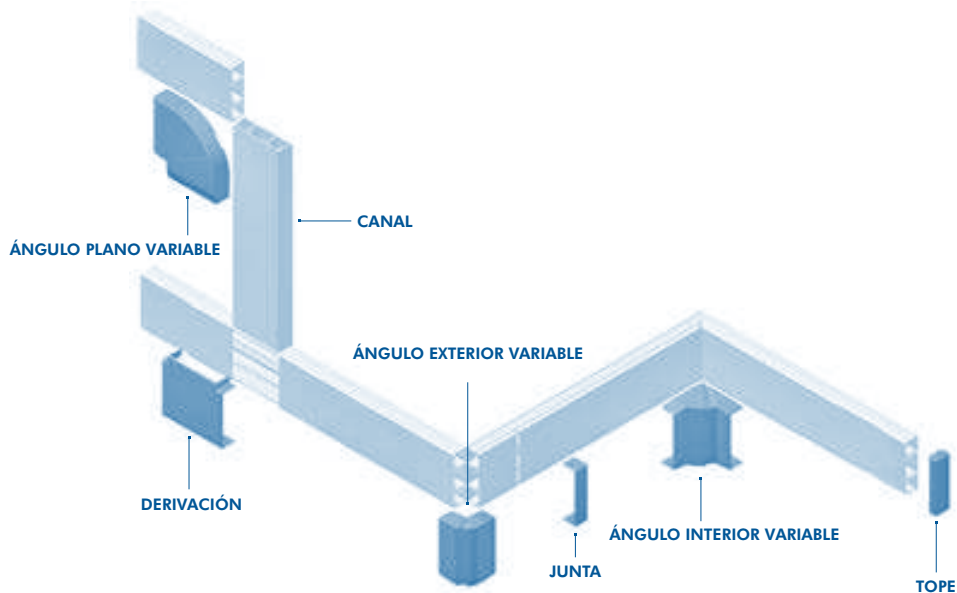 CANAL
ÁNGULO PLANO VARIABLE
ÁNGULO EXTERIOR VARIABLE
DERIVACIÓN
ÁNGULO INTERIOR VARIABLE
JUNTA
TOPE